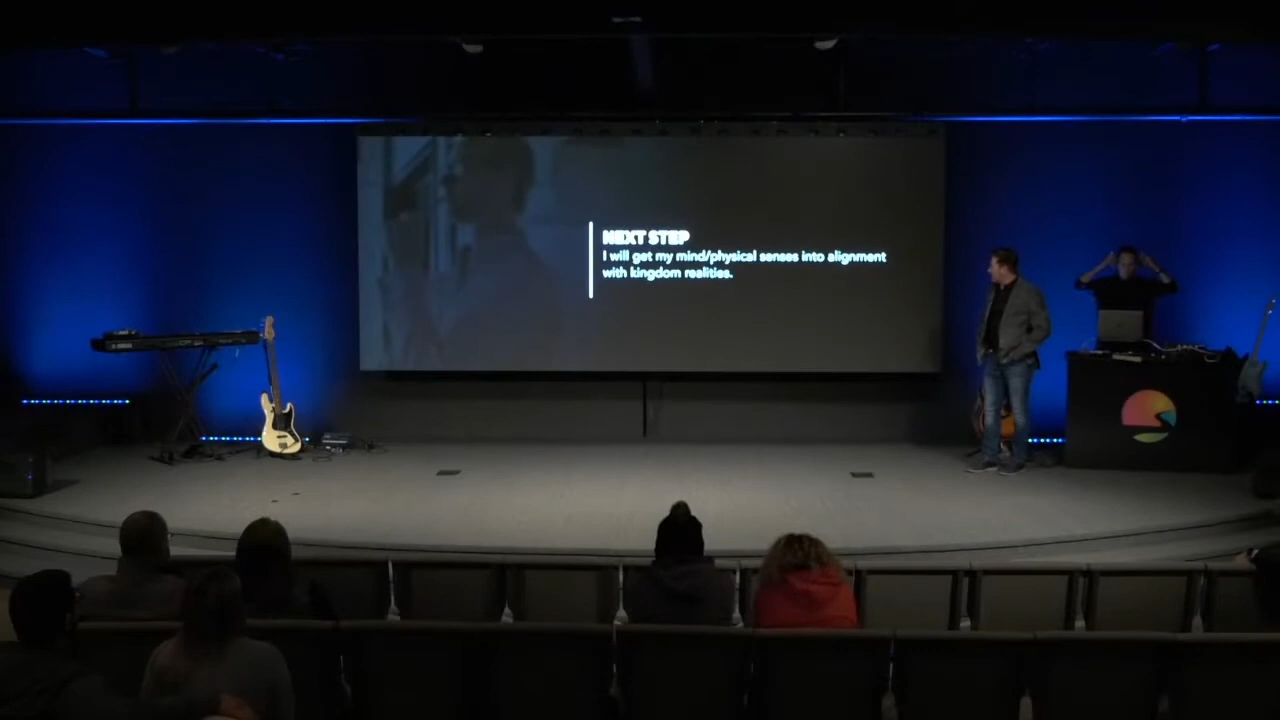 NEXT STEP
I will get my mind/physical senses into alignment
with kingdom realities.